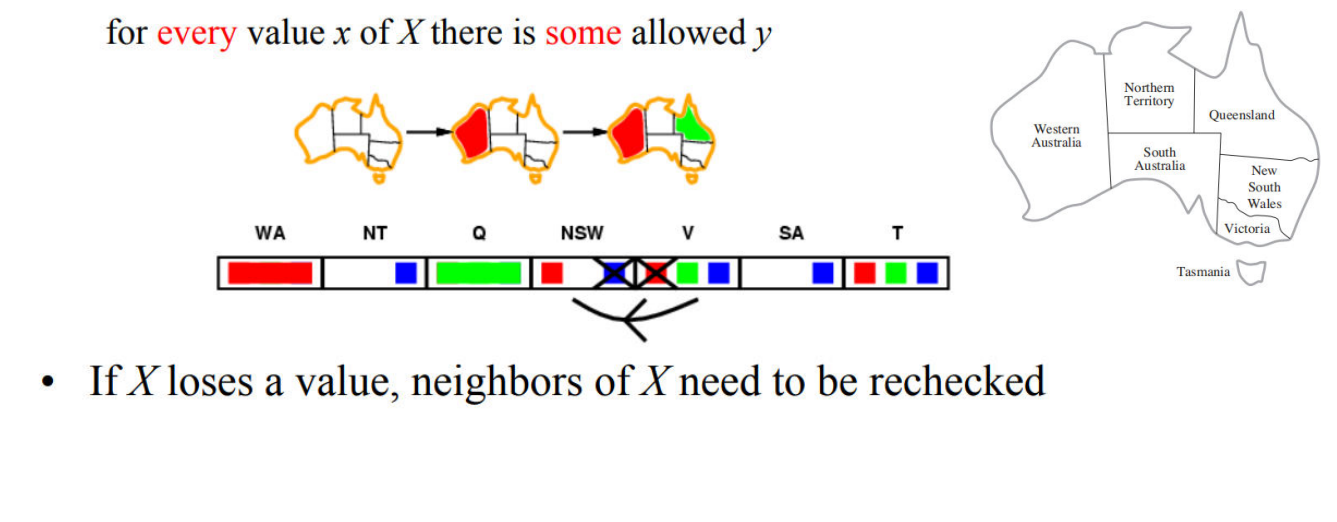 for every value x of X there is some allowed y
Northern
Territory
Queensland
Western
Australia
South
Australia
New
South
Wales
Victoria
Tasmania
WA NT Q NSW V SA T
• If X loses a value, neighbors of X need to be rechecked